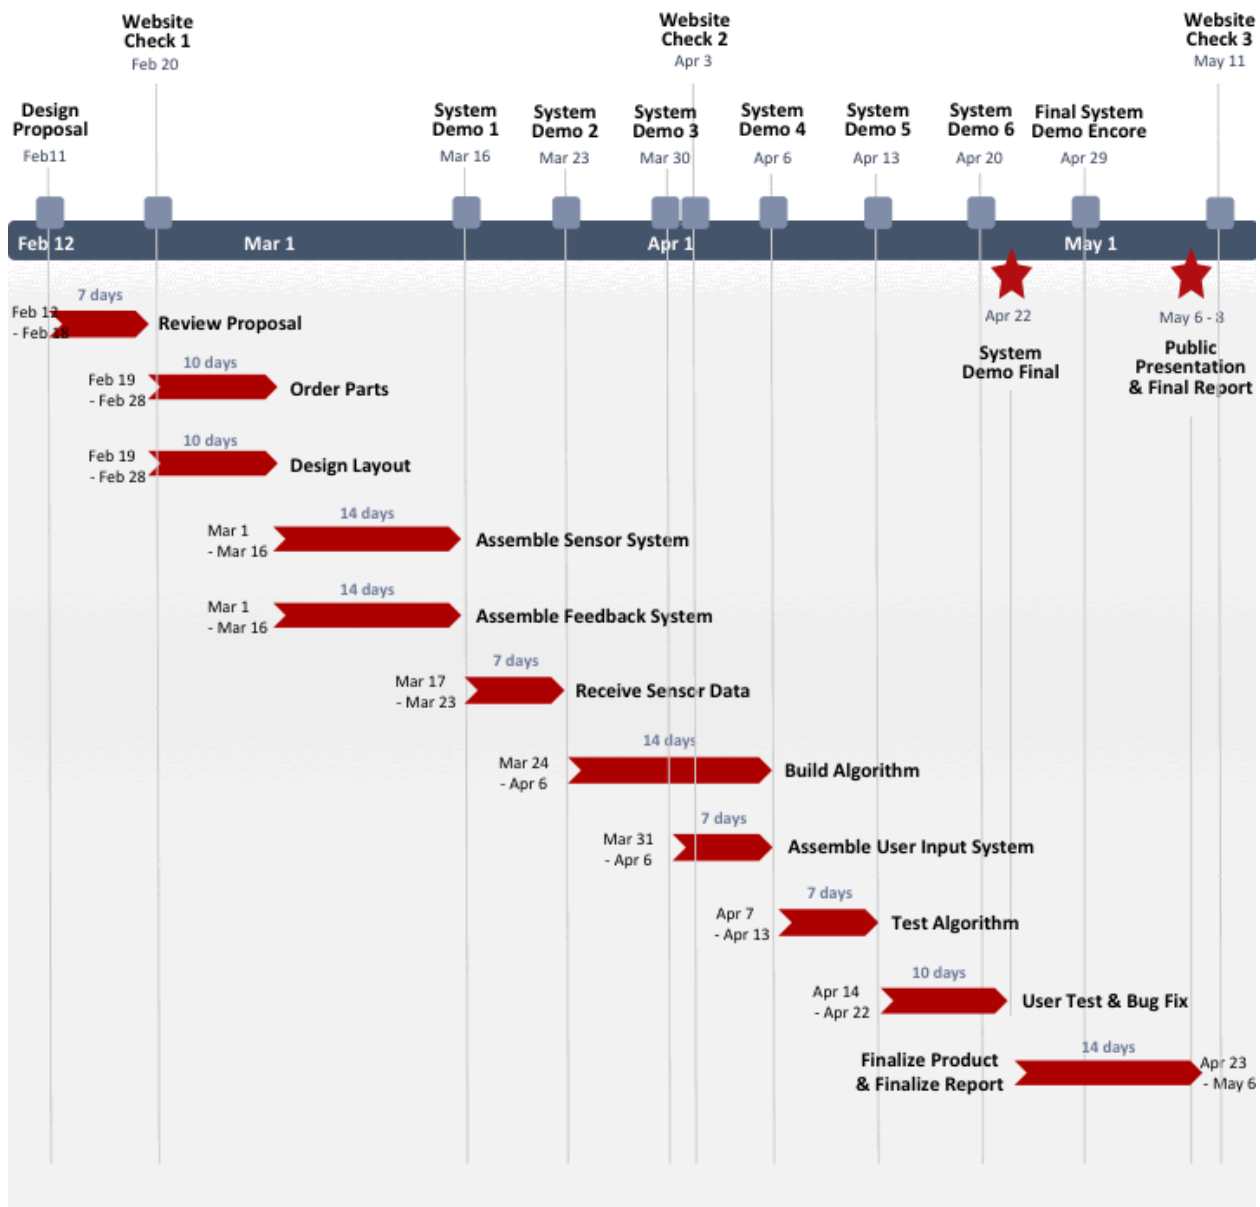 Website
Check 1
Feb 20
Website
Check 2
Apr 3
Website
Check 3
May 11
Design
Proposal
Feb11
System
Demo 1
Mar 16
System
Demo 2
Mar 23
System
Demo 3
Mar 30
System
Demo 4
Apr 6
System
Demo 5
Apr 13
System
Demo 6
Apr 20
Final System
Demo Encore
Apr 29
Feb 12
Mar 1
Apr 1
May 1
Apr 22
System
Demo Final
May 6 - 8
Public
Presentation
& Final Report
7 days
Feb 12
- Feb 18
Review Proposal
10 days
Feb 19
- Feb 28
Order Parts
10 days
Feb 19
- Feb 28
Design Layout
14 days
Mar 1
- Mar 16
Assemble Sensor System
14 days
Mar 1
- Mar 16
Assemble Feedback System
7 days
Mar 17
- Mar 23
Receive Sensor Data
14 days
Mar 24
- Apr 6
Build Algorithm
7 days
Mar 31
- Apr 6
Assemble User Input System
7 days
Apr 7
- Apr 13
Test Algorithm
10 days
Apr 14
- Apr 22
User Test & Bug Fix
14 days
Finalize Product
& Finalize Report
Apr 23
- May 6